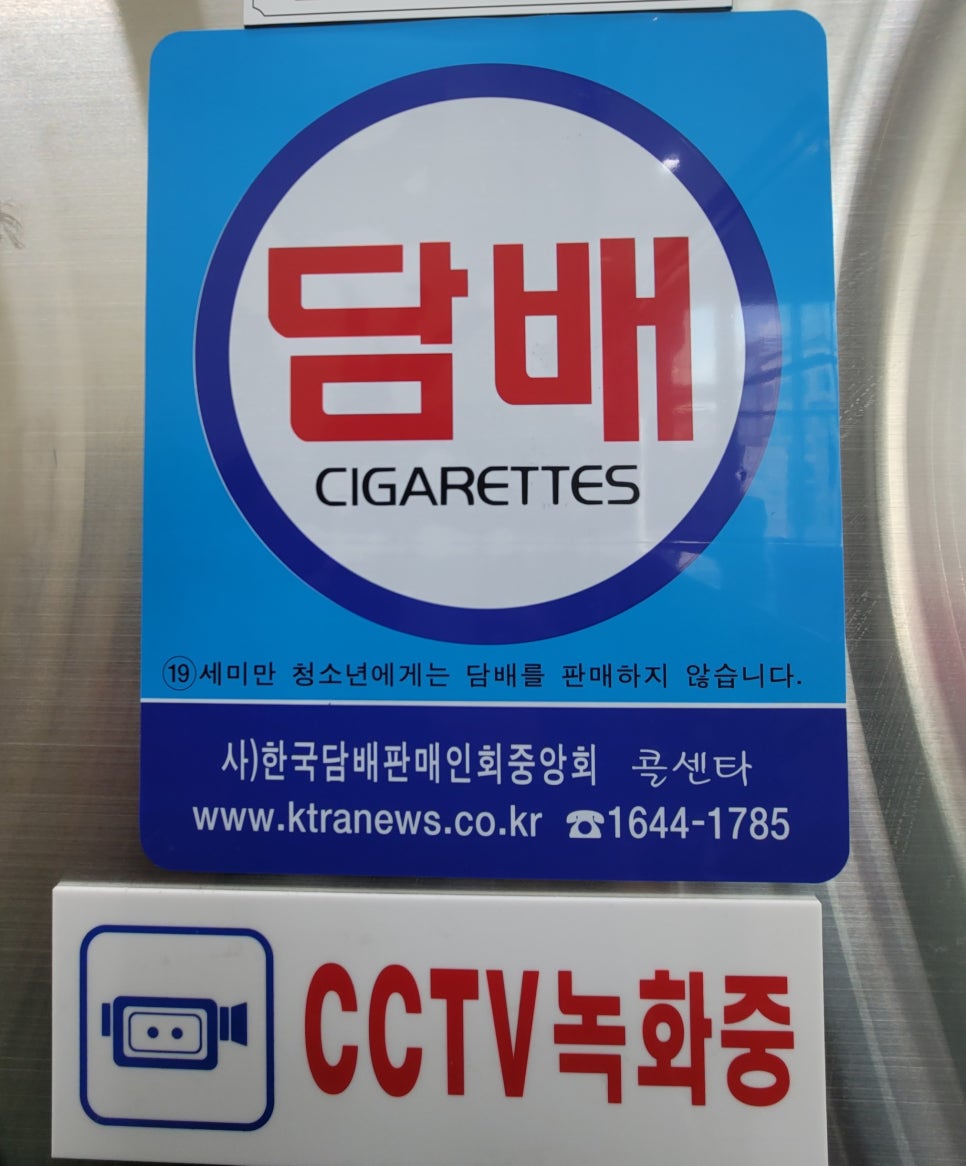 담배
CIGARETTES
⑲세미만 청소년에게는 담배를 판매하지 않습니다.
사)한국담배판매인회중앙회 콜센타
www.ktranews.co.kr ☎1644-1785
CCTV녹화중